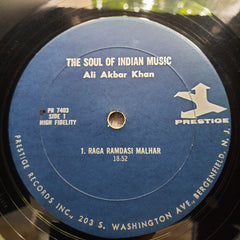 THE SOUL OF INDIAN MUSIC
Ali Akbar Khan
PR 7403
SIDE 1
HIGH FIDELITY
PRESTIGE
1. RAGA RAMDASI MALHAR
18:52
PRESTIGE RECORDS INC., 203 S. WASHINGTON AVE., BERGENFIELD, N.J.